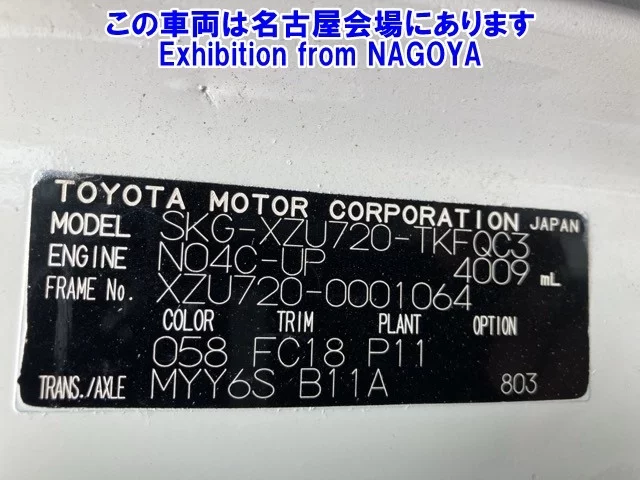 この車両は名古屋会場にあります
Exhibition from NAGOYA
TOYOTA MOTOR CORPORATION JAPAN
MODEL SKG-XZU720-TKFQC3
ENGINE N04C-UP 4009 mL
FRAME No. XZU720-0001064
COLOR TRIM PLANT OPTION
058 FC18 P11
TRANS./AXLE MYY6S B11A 803